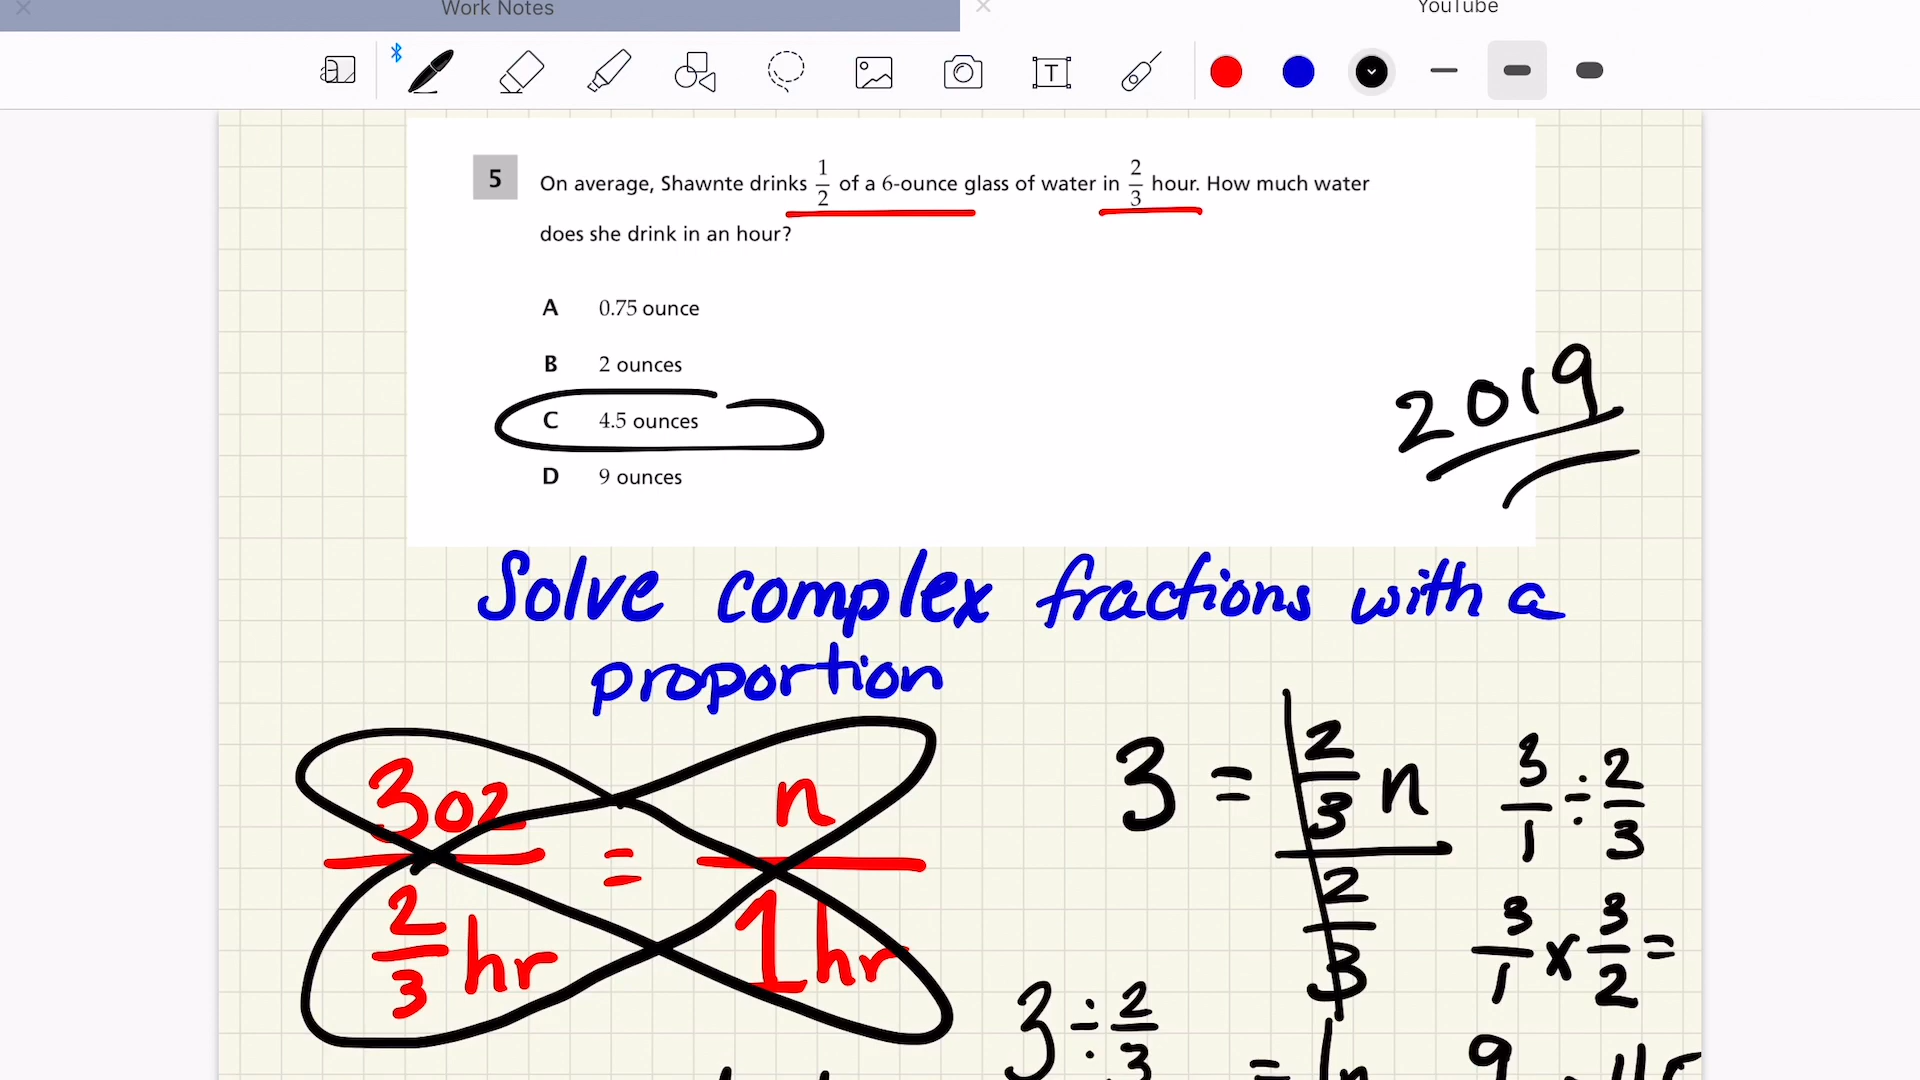 Work Notes
YouTube
5 On average, Shawnte drinks 1/2 of a 6-ounce glass of water in 2/3 hour. How much water
does she drink in an hour?
A 0.75 ounce
B 2 ounces
C 4.5 ounces
D 9 ounces
2019
Solve complex fractions with a
proportion
3oz / 2/3 hr = n / 1hr
3 = 2/3 n
2/3
3/1 ÷ 2/3
3/1 x 3/2 =
3 ÷ 2/3
= 1n
9